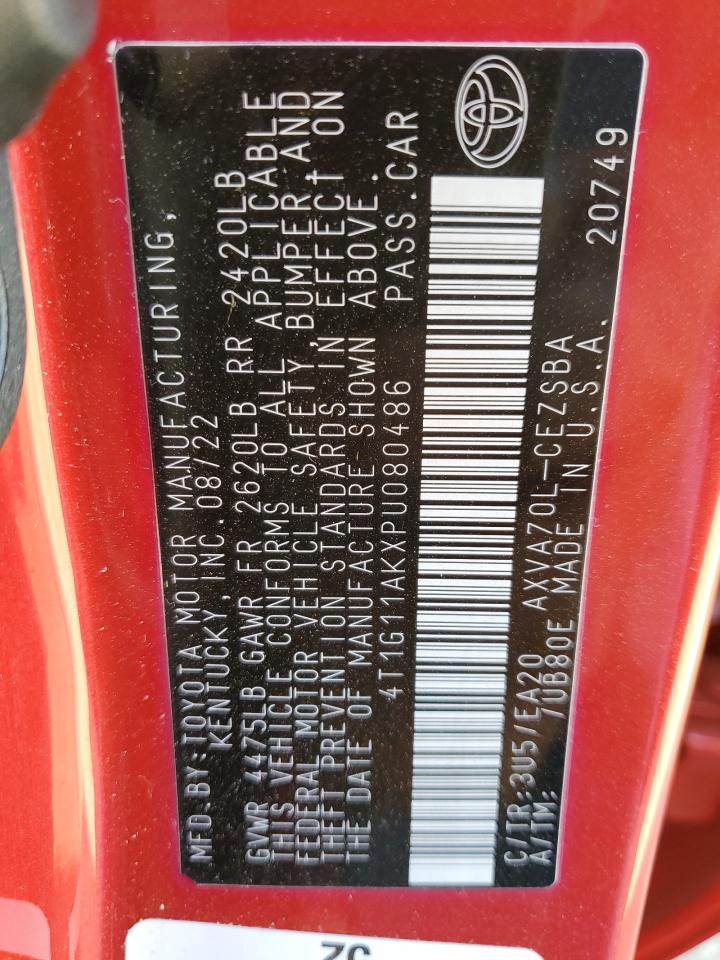 MFD.BY:TOYOTA MOTOR MANUFACTURING,
KENTUCKY, INC. 08/22
GVWR 4475LB GAWR FR 2620LB RR 2420LB
THIS VEHICLE CONFORMS TO ALL APPLICABLE
FEDERAL MOTOR VEHICLE SAFETY,BUMPER AND
THEFT PREVENTION STANDARDS IN EFFECT ON
THE DATE OF MANUFACTURE SHOWN ABOVE.
4T1G11AKXPU080486 PASS.CAR
C/TR:3U5/EA20 AXVA70L-CEZSBA
A/TM: /UB80E MADE IN U.S.A. 20749